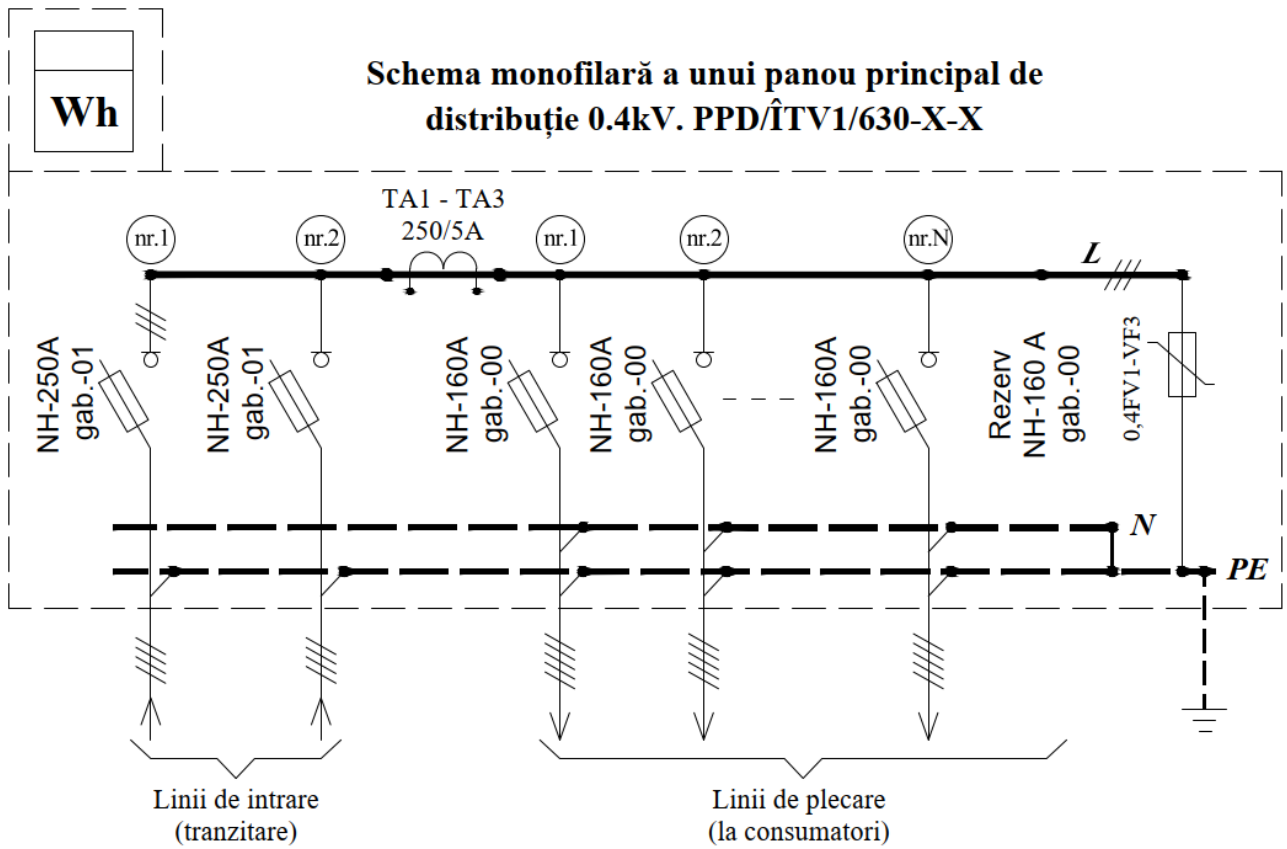 Wh
Schema monofilară a unui panou principal de
distribuție 0.4kV. PPD/ÎTV1/630-X-X
TA1 - TA3
250/5A
nr.1
nr.2
nr.1
nr.2
nr.N
L
NH-250A
gab.-01
NH-250A
gab.-01
NH-160A
gab.-00
NH-160A
gab.-00
NH-160A
gab.-00
Rezerv
NH-160 A
gab.-00
0,4FV1-VF3
N
PE
Linii de intrare
(tranzitare)
Linii de plecare
(la consumatori)